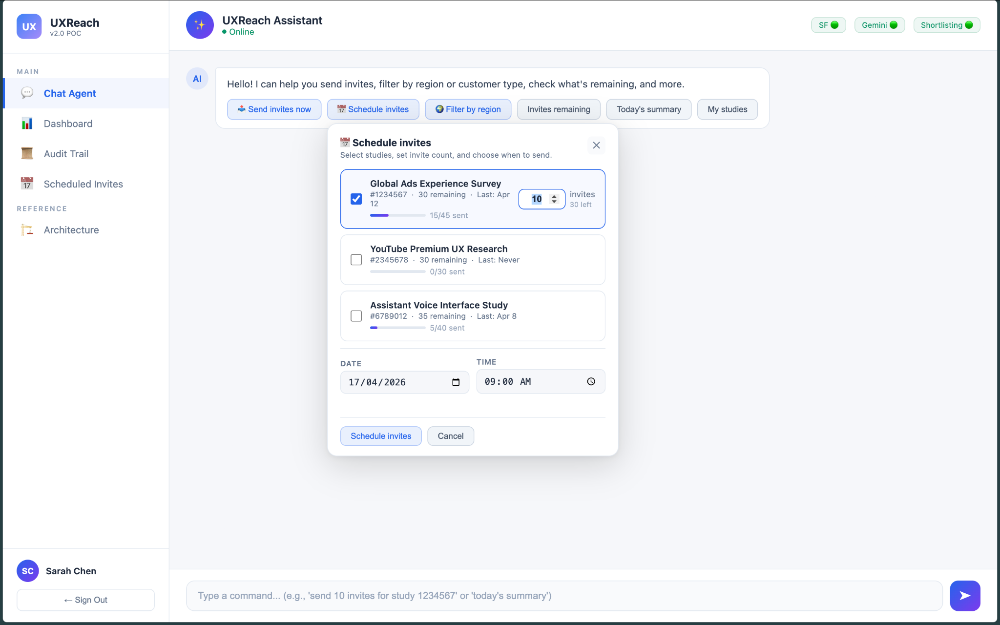 UX
UXReach
v2.0 POC
MAIN
Chat Agent
Dashboard
Audit Trail
17
Scheduled Invites
REFERENCE
Architecture
SC
Sarah Chen
← Sign Out
UXReach Assistant
Online
SF
Gemini
Shortlisting
AI
Hello! I can help you send invites, filter by region or customer type, check what's remaining, and more.
Send invites now
17 Schedule invites
Filter by region
Invites remaining
Today's summary
My studies
17 Schedule invites
Select studies, set invite count, and choose when to send.
Global Ads Experience Survey
#1234567 · 30 remaining · Last: Apr
12
15/45 sent
10
invites
30 left
YouTube Premium UX Research
#2345678 · 30 remaining · Last: Never
0/30 sent
Assistant Voice Interface Study
#6789012 · 35 remaining · Last: Apr 8
5/40 sent
DATE
17/04/2026
TIME
09:00 AM
Schedule invites
Cancel
Type a command... (e.g., 'send 10 invites for study 1234567' or 'today's summary')